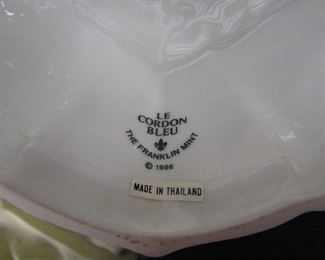 LE
CORDON
BLEU
THE FRANKLIN MINT
© 1986
MADE IN THAILAND